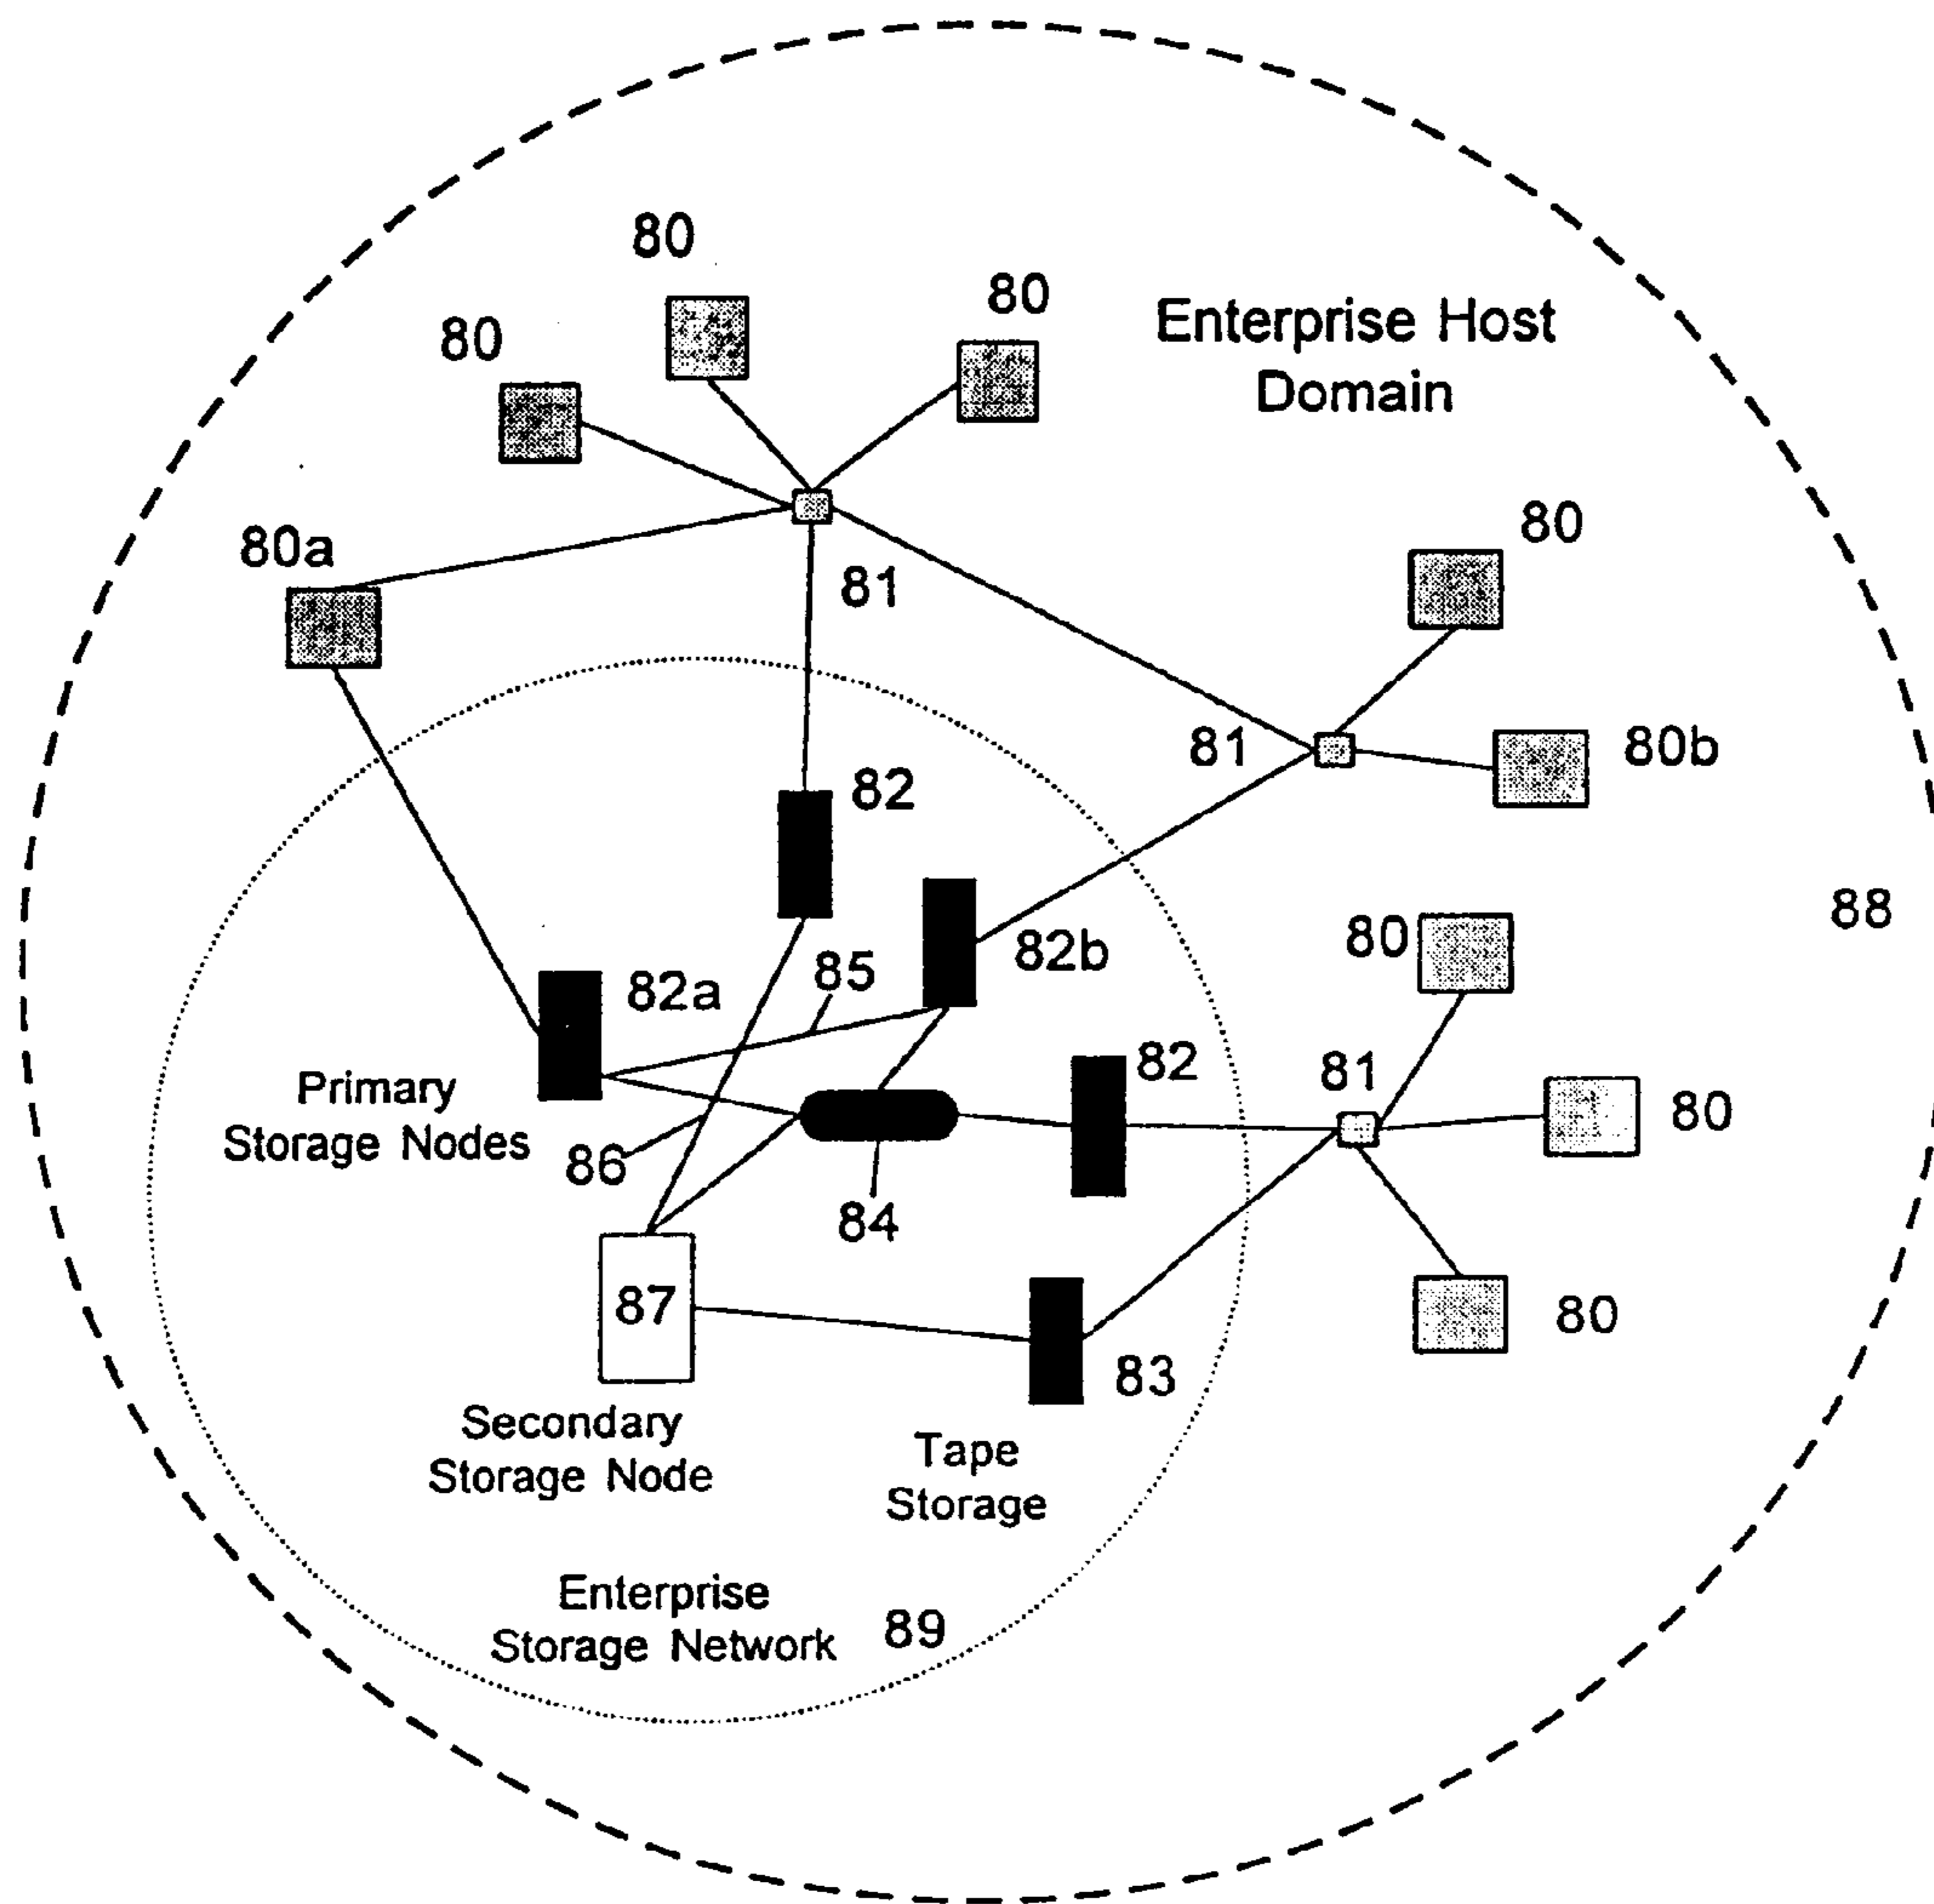 80
80
80
Enterprise Host
Domain
80a
80
81
81
80b
82
88
80
82b
85
82a
82
81
80
Primary
Storage Nodes
86
84
87
80
83
Secondary
Storage Node
Tape
Storage
Enterprise
Storage Network
89